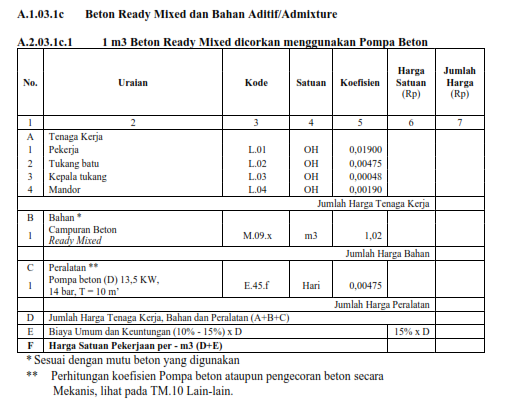 A.1.03.1c Beton Ready Mixed dan Bahan Aditif/Admixture
A.2.03.1c.1 1 m3 Beton Ready Mixed dicorkan menggunakan Pompa Beton
No. Uraian Kode Satuan Koefisien Harga Satuan (Rp) Jumlah Harga (Rp)
1 2 3 4 5 6 7
A Tenaga Kerja
1 Pekerja L.01 OH 0,01900
2 Tukang batu L.02 OH 0,00475
3 Kepala tukang L.03 OH 0,00048
4 Mandor L.04 OH 0,00190
Jumlah Harga Tenaga Kerja
B Bahan *
1 Campuran Beton Ready Mixed M.09.x m3 1,02
Jumlah Harga Bahan
C Peralatan **
1 Pompa beton (D) 13,5 KW, 14 bar, T = 10 m' E.45.f Hari 0,00475
Jumlah Harga Peralatan
D Jumlah Harga Tenaga Kerja, Bahan dan Peralatan (A+B+C)
E Biaya Umum dan Keuntungan (10% - 15%) x D 15% x D
F Harga Satuan Pekerjaan per - m3 (D+E)
* Sesuai dengan mutu beton yang digunakan
** Perhitungan koefisien Pompa beton ataupun pengecoran beton secara
Mekanis, lihat pada TM.10 Lain-lain.